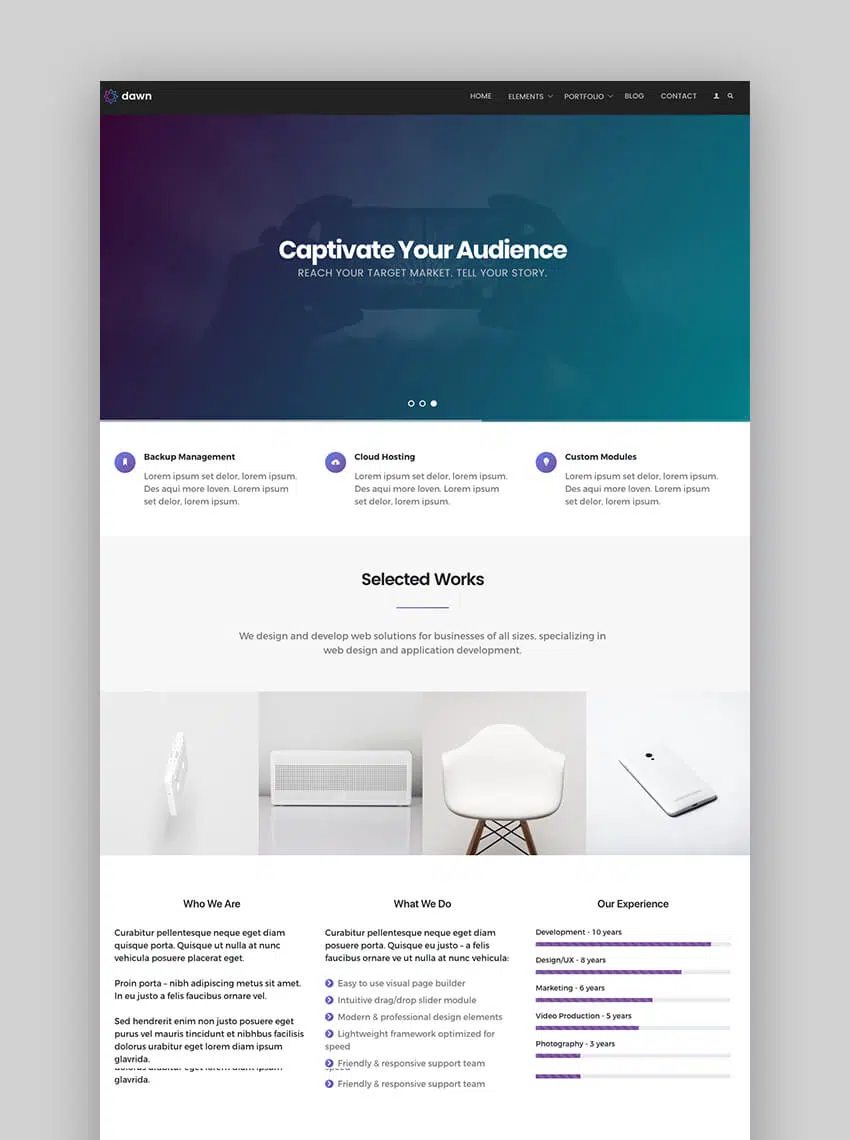 dawn
HOME ELEMENTS PORTFOLIO BLOG CONTACT
Captivate Your Audience
REACH YOUR TARGET MARKET. TELL YOUR STORY.
Backup Management
Lorem ipsum set delor, lorem ipsum.
Des aqui more loven. Lorem ipsum
set delor, lorem ipsum.
Cloud Hosting
Lorem ipsum set delor, lorem ipsum.
Des aqui more loven. Lorem ipsum
set delor, lorem ipsum.
Custom Modules
Lorem ipsum set delor, lorem ipsum.
Des aqui more loven. Lorem ipsum
set delor, lorem ipsum.
Selected Works
We design and develop web solutions for businesses of all sizes, specializing in
web design and application development.
Who We Are
Curabitur pellentesque neque eget diam
quisque porta. Quisque ut nulla at nunc
vehicula posuere placerat eget.
Proin porta – nibh adipiscing metus sit amet.
In eu justo a felis faucibus ornare vel.
Sed hendrerit enim non justo posuere eget
purus vel mauris tincidunt et nibhbus facilisis
dolorus urabitur eget lorem diam ipsum
glavrida.
dolorus urabitur eget lorem diam ipsum
glavrida.
What We Do
Curabitur pellentesque neque eget diam
posuere porta. Quisque eu justo – a felis
faucibus ornare ve ut nulla at nunc vehicula:
Easy to use visual page builder
Intuitive drag/drop slider module
Modern & professional design elements
Lightweight framework optimized for
speed
Friendly & responsive support team
speed
Friendly & responsive support team
Our Experience
Development - 10 years
Design/UX - 8 years
Marketing - 6 years
Video Production - 5 years
Photography - 3 years